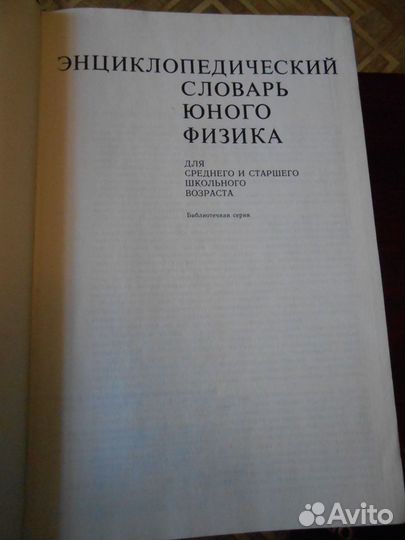 ЭНЦИКЛОПЕДИЧЕСКИЙ
СЛОВАРЬ
ЮНОГО
ФИЗИКА
ДЛЯ
СРЕДНЕГО И СТАРШЕГО
ШКОЛЬНОГО
ВОЗРАСТА
Библиотечная серия
Avito